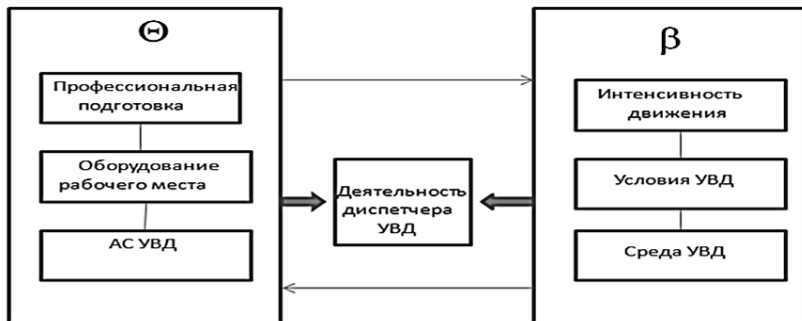 Θ
Профессиональная
подготовка
Оборудование
рабочего места
АС УВД
Деятельность
диспетчера
УВД
β
Интенсивность
движения
Условия УВД
Среда УВД